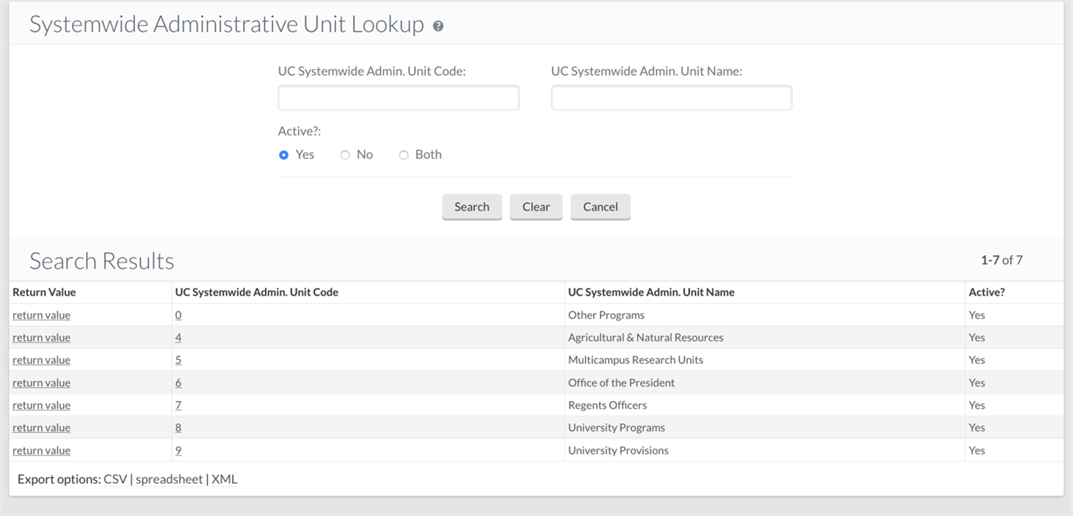 Systemwide Administrative Unit Lookup ?
UC Systemwide Admin. Unit Code: UC Systemwide Admin. Unit Name:
Active?:
Yes No Both
Search Clear Cancel
Search Results 1-7 of 7
Return Value UC Systemwide Admin. Unit Code UC Systemwide Admin. Unit Name Active?
return value 0 Other Programs Yes
return value 4 Agricultural & Natural Resources Yes
return value 5 Multicampus Research Units Yes
return value 6 Office of the President Yes
return value 7 Regents Officers Yes
return value 8 University Programs Yes
return value 9 University Provisions Yes
Export options: CSV | spreadsheet | XML